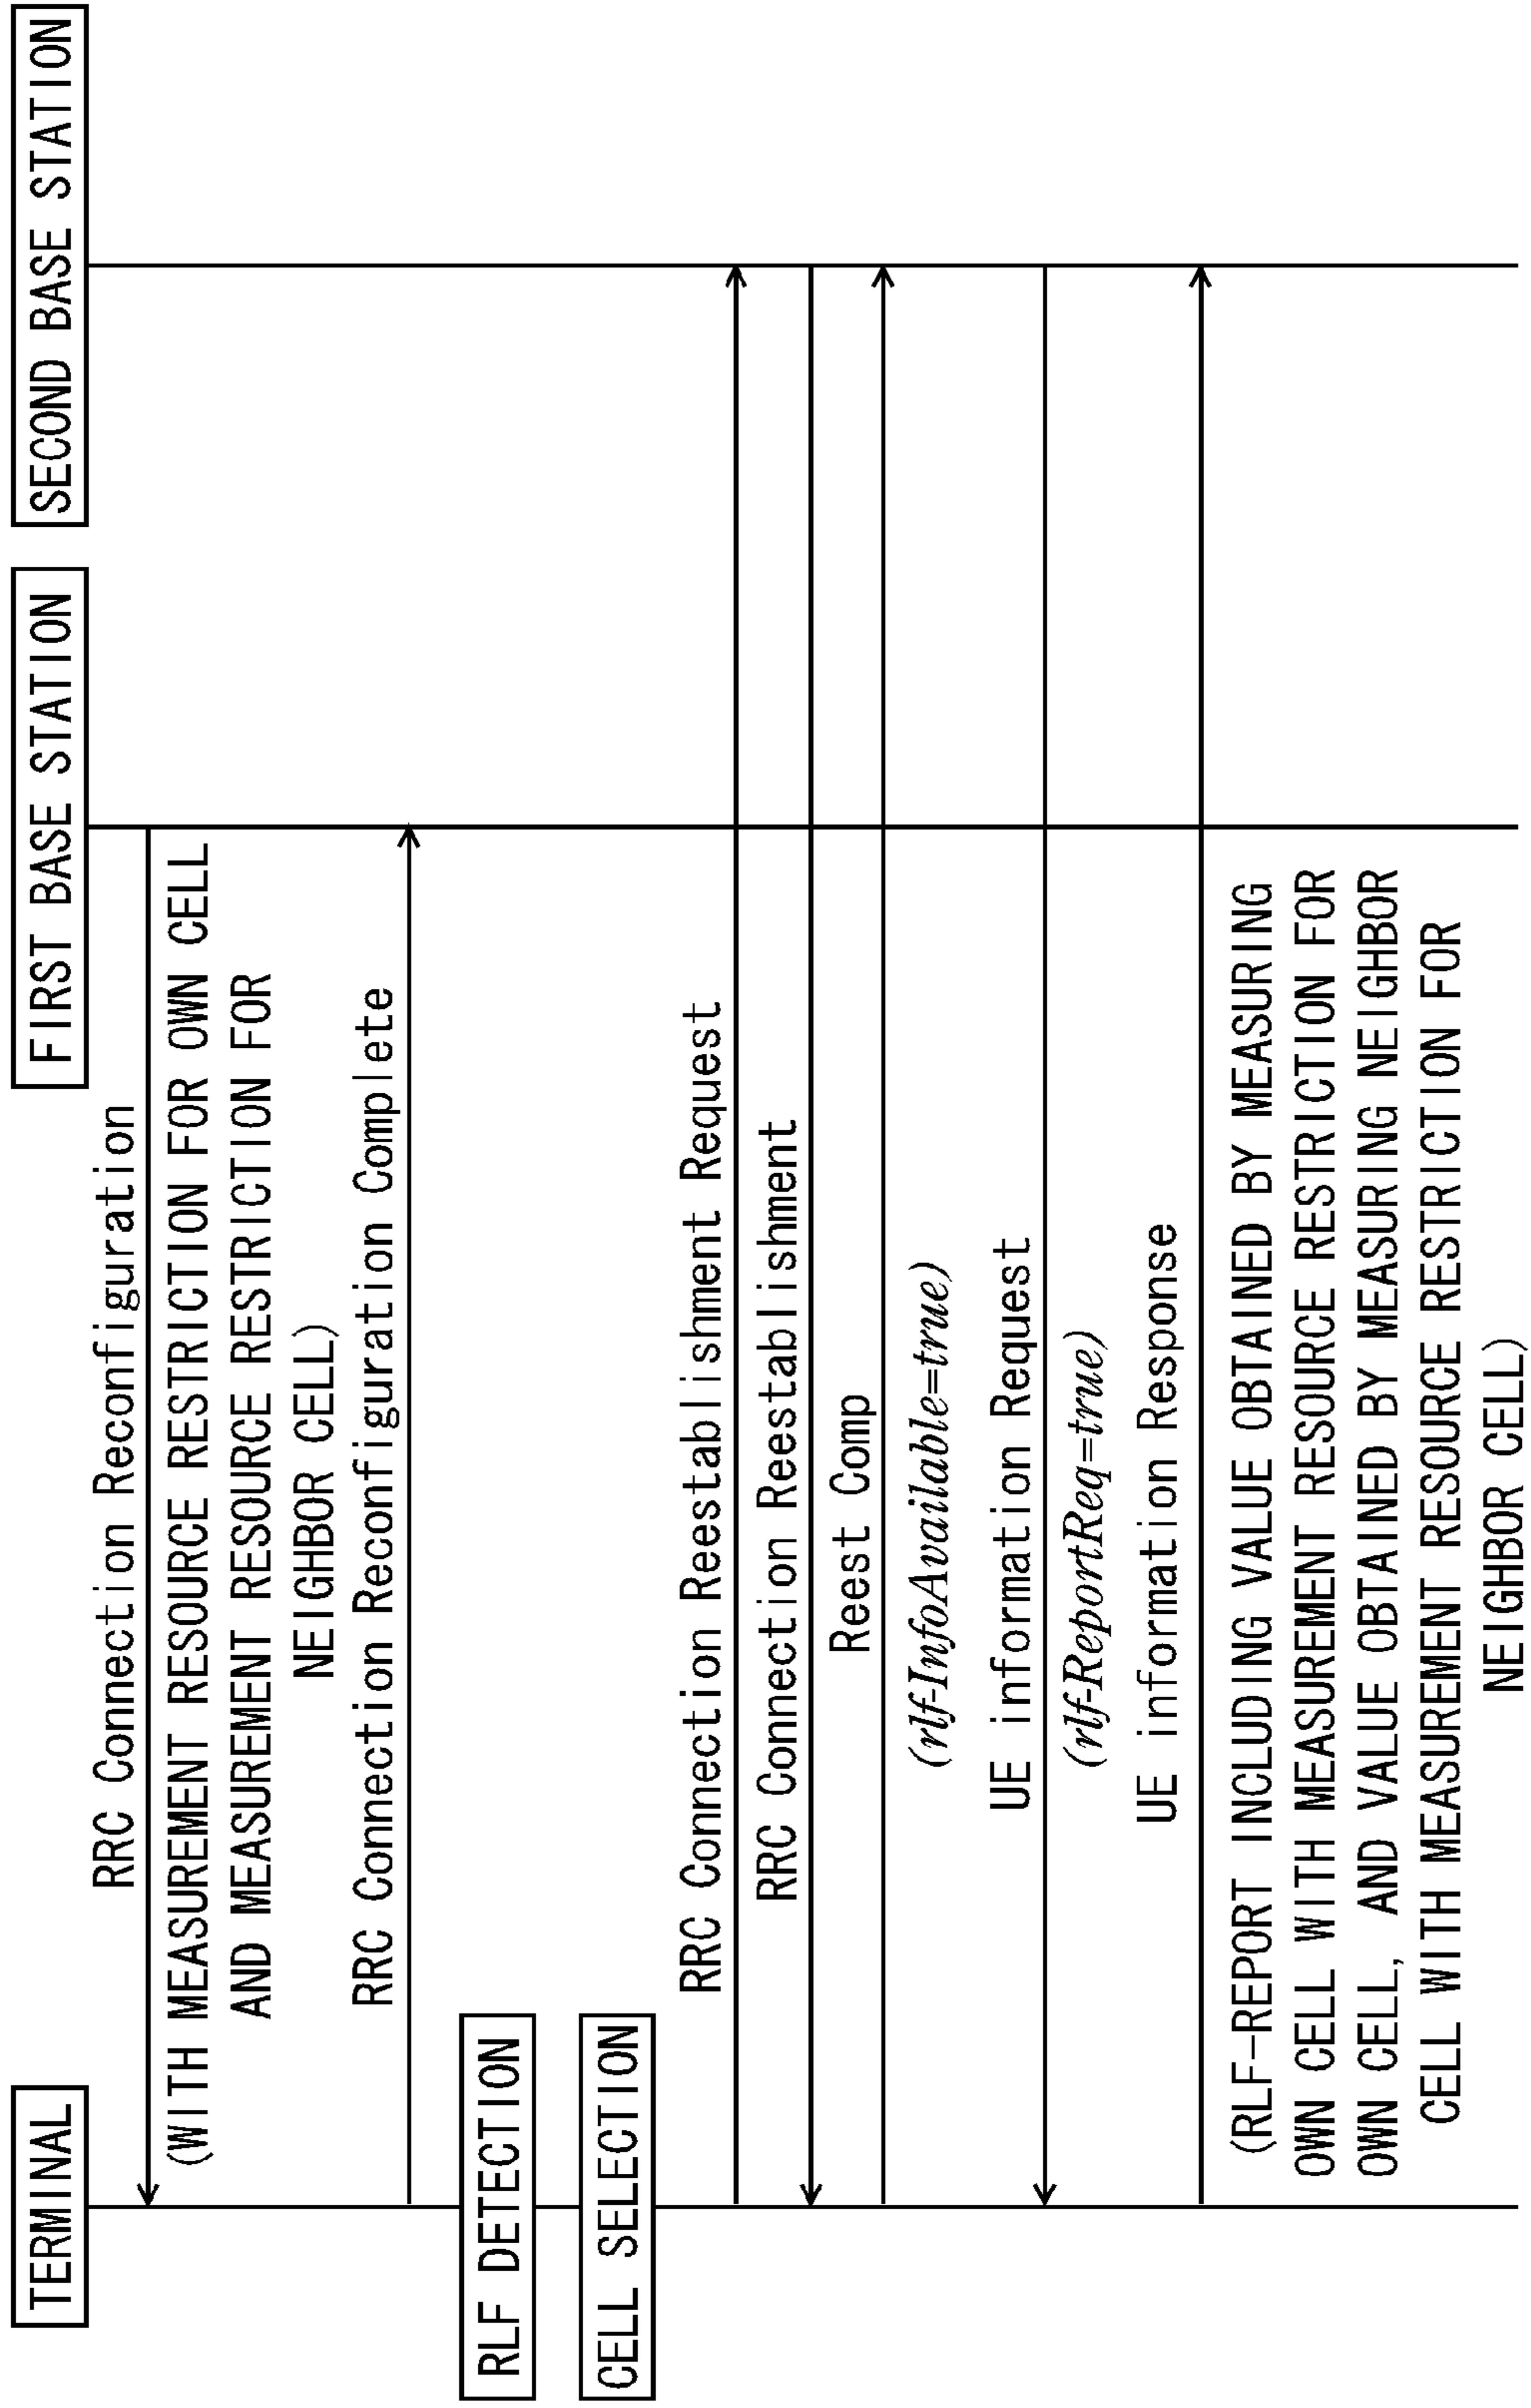 TERMINAL
FIRST BASE STATION
SECOND BASE STATION
RRC Connection Reconfiguration
(WITH MEASUREMENT RESOURCE RESTRICTION FOR OWN CELL
AND MEASUREMENT RESOURCE RESTRICTION FOR
NEIGHBOR CELL)
RRC Connection Reconfiguration Complete
RLF DETECTION
CELL SELECTION
RRC Connection Reestablishment Request
RRC Connection Reestablishment
Reest Comp
(rlf-InfoAvailable=true)
UE information Request
(rlf-ReportReq=true)
UE information Response
(RLF-REPORT INCLUDING VALUE OBTAINED BY MEASURING
OWN CELL WITH MEASUREMENT RESOURCE RESTRICTION FOR
OWN CELL, AND VALUE OBTAINED BY MEASURING NEIGHBOR
CELL WITH MEASUREMENT RESOURCE RESTRICTION FOR
NEIGHBOR CELL)